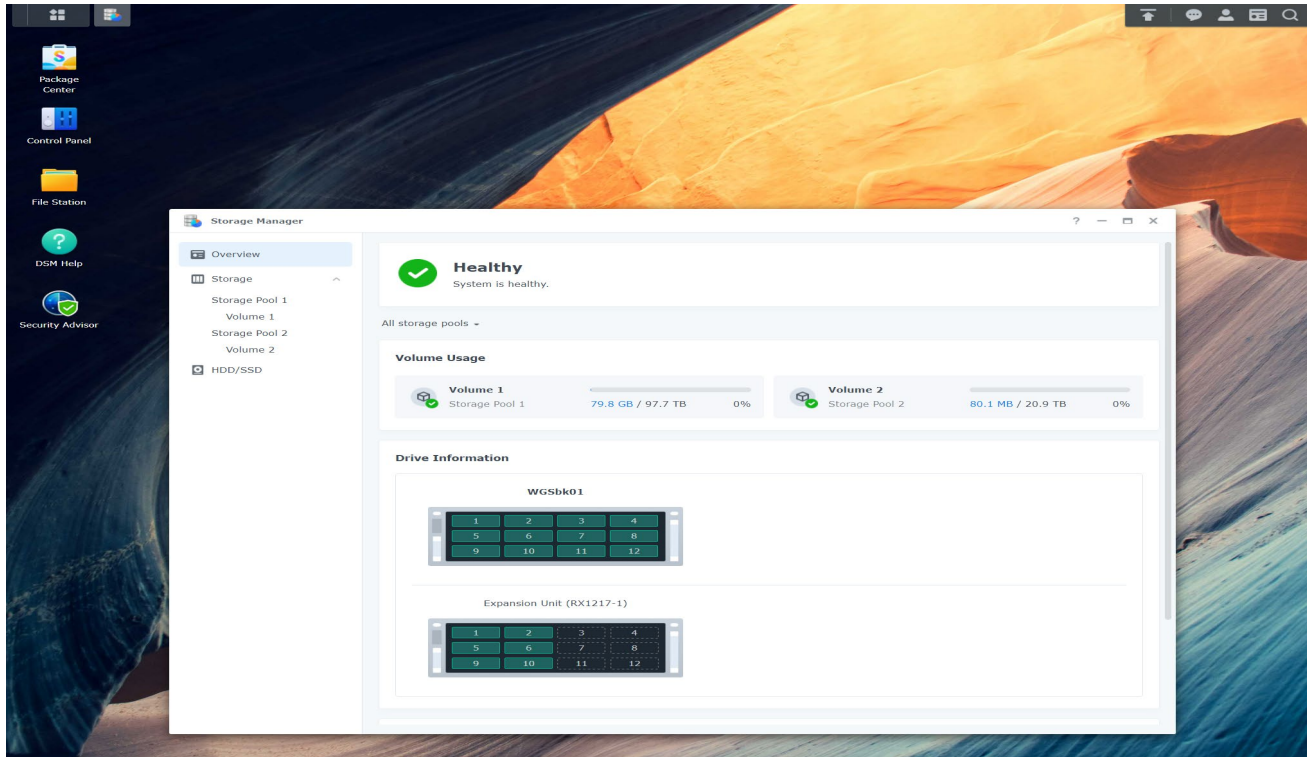 Package
Center
Control Panel
File Station
DSM Help
Security Advisor
Storage Manager
?
Overview
Storage
Storage Pool 1
Volume 1
Storage Pool 2
Volume 2
HDD/SSD
Healthy
System is healthy.
All storage pools
Volume Usage
Volume 1
Storage Pool 1 79.8 GB / 97.7 TB 0%
Volume 2
Storage Pool 2 80.1 MB / 20.9 TB 0%
Drive Information
WGSbk01
1 2 3 4
5 6 7 8
9 10 11 12
Expansion Unit (RX1217-1)
1 2 3 4
5 6 7 8
9 10 11 12